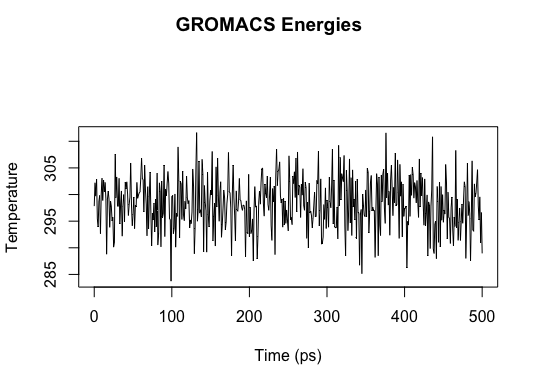 GROMACS Energies
Temperature
305
295
285
0 100 200 300 400 500
Time (ps)